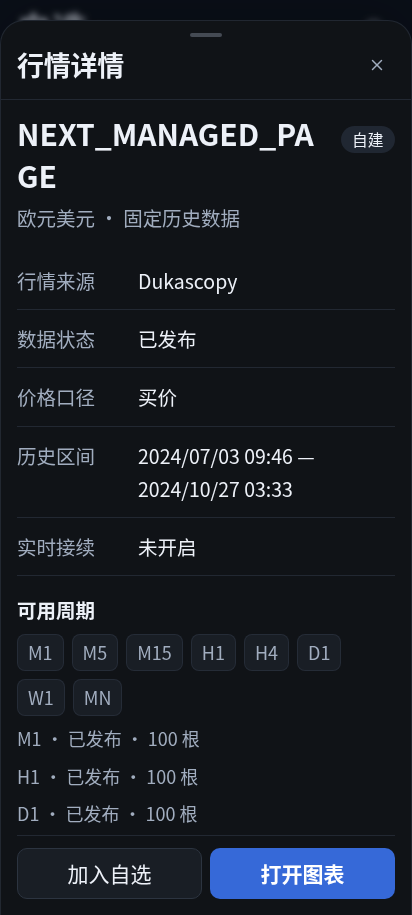 行情详情
×
NEXT_MANAGED_PA
GE
自建
欧元美元 · 固定历史数据
行情来源 Dukascopy
数据状态 已发布
价格口径 买价
历史区间 2024/07/03 09:46 —
2024/10/27 03:33
实时接续 未开启
可用周期
M1 M5 M15 H1 H4 D1
W1 MN
M1 · 已发布 · 100 根
H1 · 已发布 · 100 根
D1 · 已发布 · 100 根
加入自选 打开图表